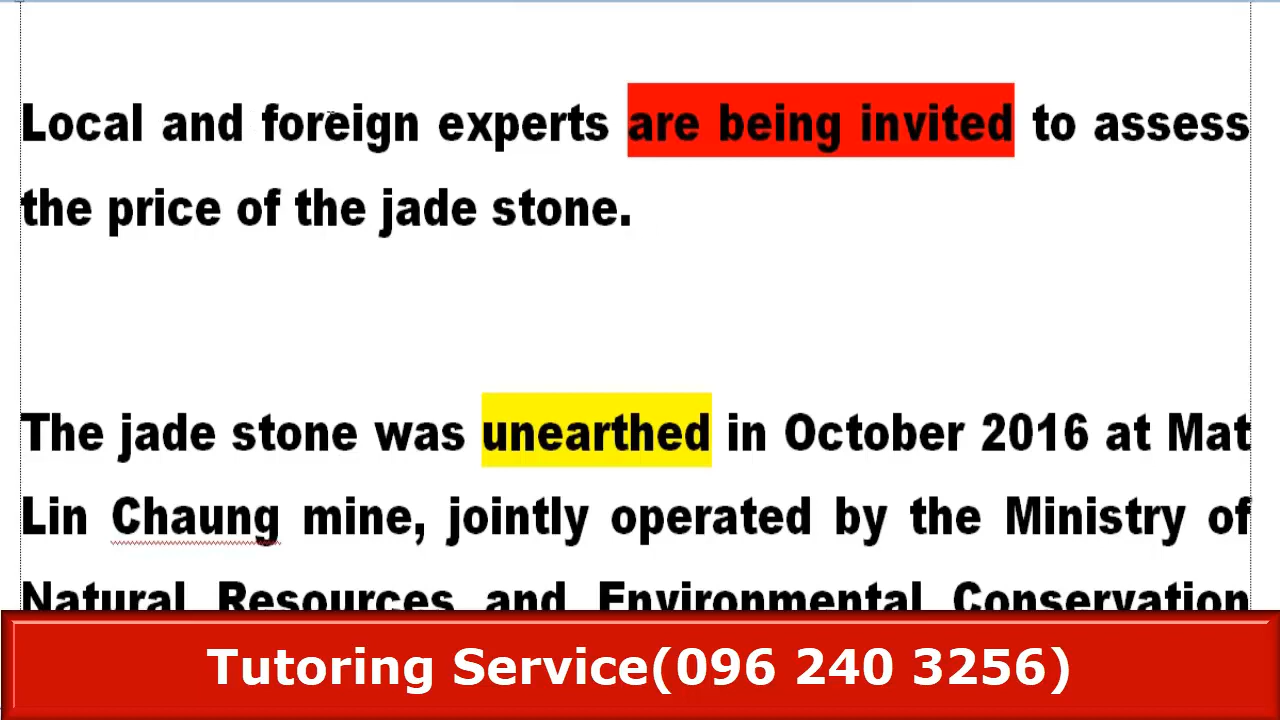 Local and foreign experts are being invited to assess
the price of the jade stone.
The jade stone was unearthed in October 2016 at Mat
Lin Chaung mine, jointly operated by the Ministry of
Natural Resources and Environmental Conservation
Tutoring Service(096 240 3256)